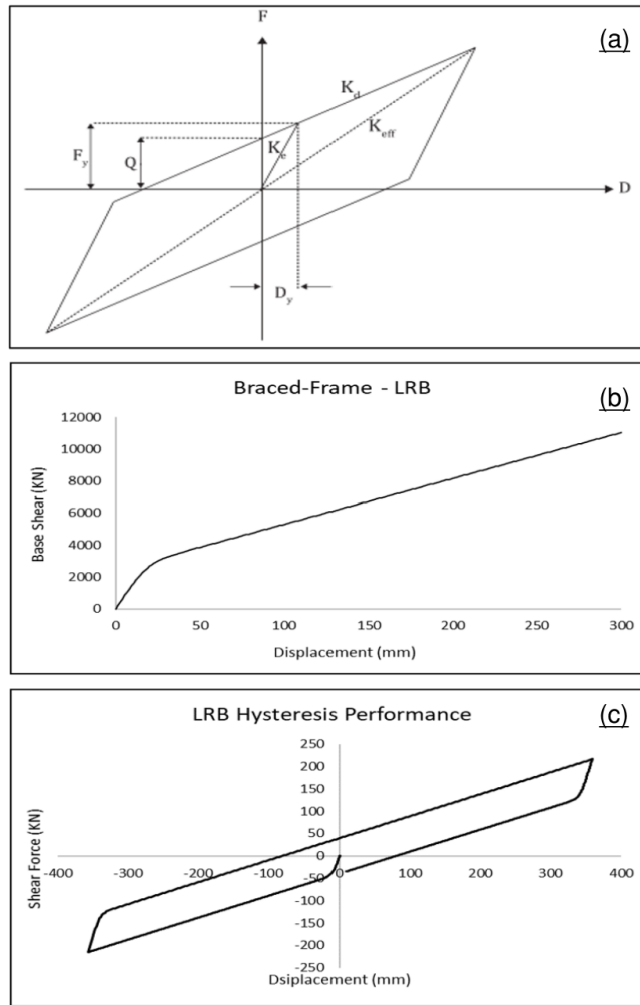 F
(a)
K_d
K_eff
F_y
Q
K_e
D
D_y
Braced-Frame - LRB
(b)
12000
10000
8000
6000
4000
2000
0
Base Shear (KN)
0 50 100 150 200 250 300
Displacement (mm)
LRB Hysteresis Performance
(c)
250
200
150
100
50
0
-50
-100
-150
-200
-250
Shear Force (KN)
-400 -300 -200 -100 0 100 200 300 400
Dsiplacement (mm)